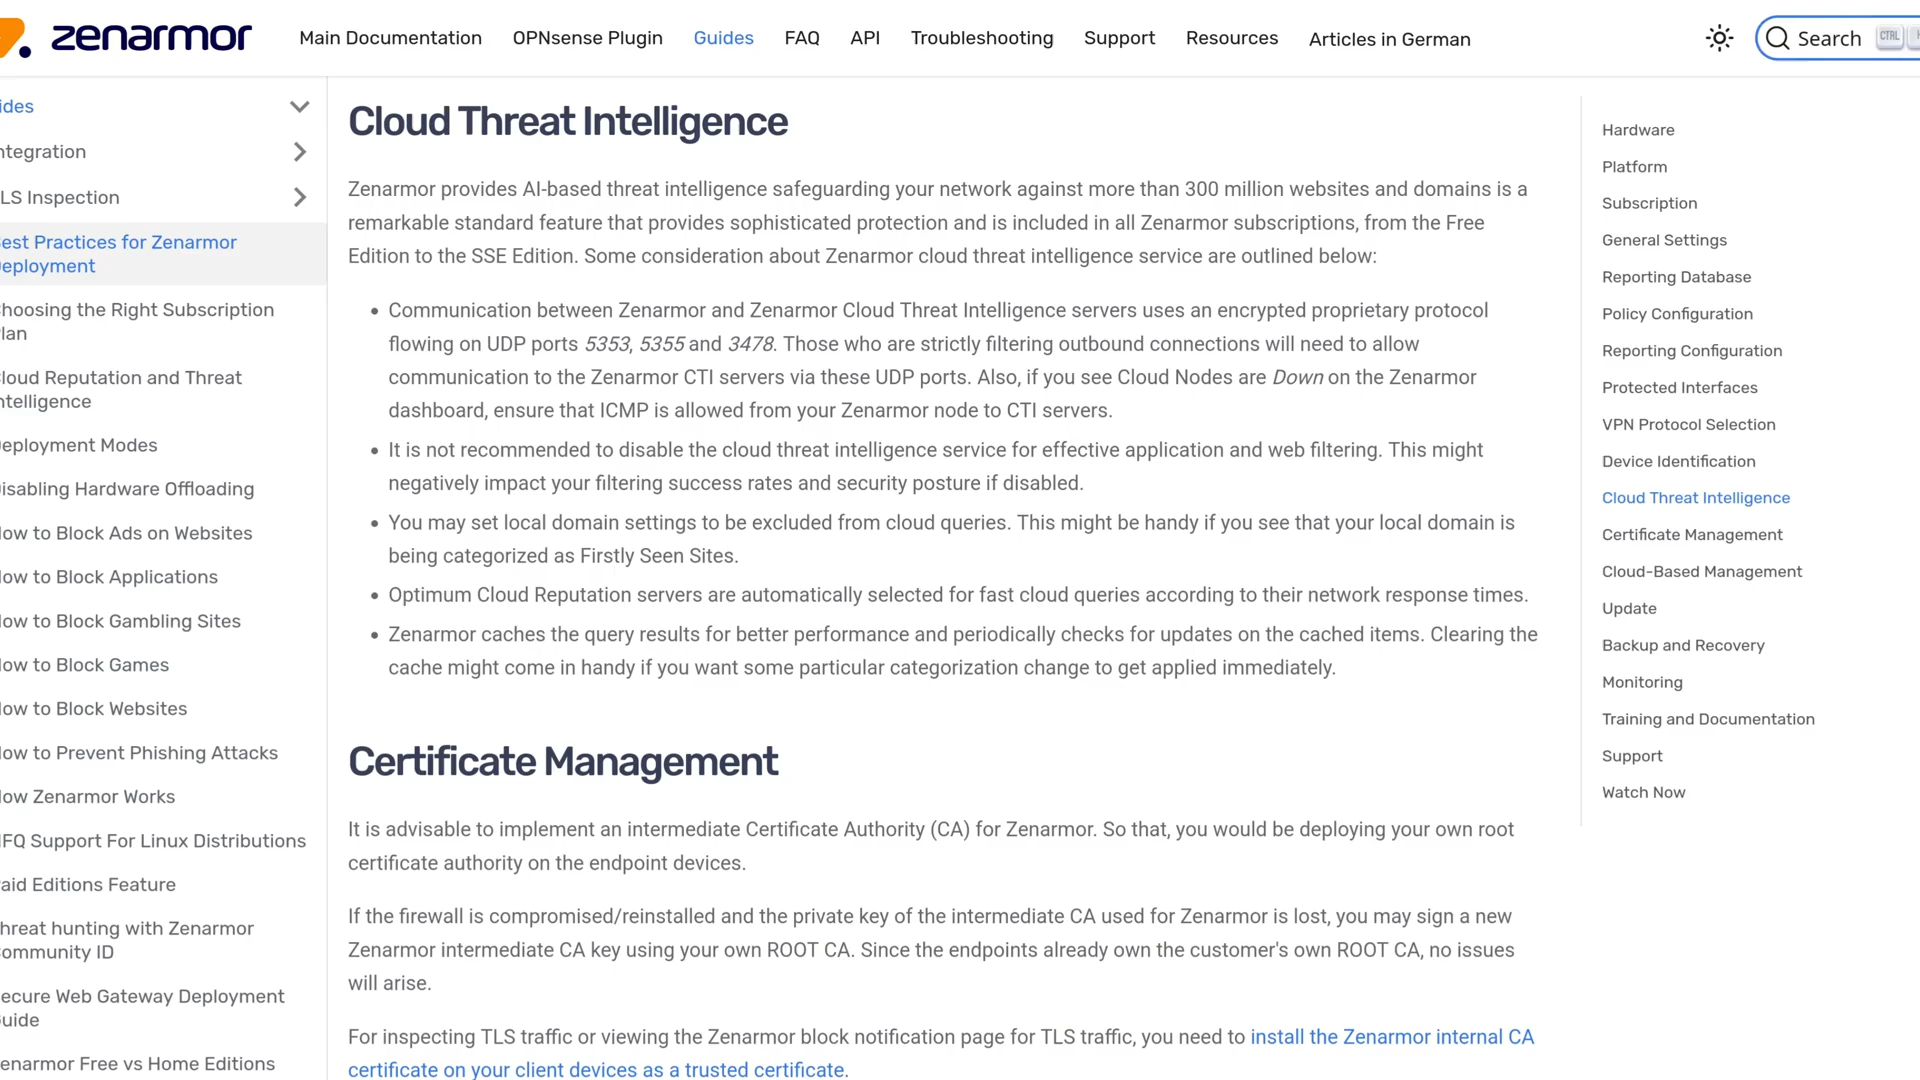 zenarmor
Main Documentation
OPNsense Plugin
Guides
FAQ
API
Troubleshooting
Support
Resources
Articles in German
Search
CTRL
ides
ntegration
LS Inspection
est Practices for Zenarmor
eployment
hoosing the Right Subscription
lan
loud Reputation and Threat
ntelligence
eployment Modes
isabling Hardware Offloading
ow to Block Ads on Websites
ow to Block Applications
ow to Block Gambling Sites
ow to Block Games
ow to Block Websites
ow to Prevent Phishing Attacks
ow Zenarmor Works
FQ Support For Linux Distributions
aid Editions Feature
hreat hunting with Zenarmor
ommunity ID
ecure Web Gateway Deployment
uide
enarmor Free vs Home Editions
Cloud Threat Intelligence
Zenarmor provides AI-based threat intelligence safeguarding your network against more than 300 million websites and domains is a
remarkable standard feature that provides sophisticated protection and is included in all Zenarmor subscriptions, from the Free
Edition to the SSE Edition. Some consideration about Zenarmor cloud threat intelligence service are outlined below:
• Communication between Zenarmor and Zenarmor Cloud Threat Intelligence servers uses an encrypted proprietary protocol
flowing on UDP ports 5353, 5355 and 3478. Those who are strictly filtering outbound connections will need to allow
communication to the Zenarmor CTI servers via these UDP ports. Also, if you see Cloud Nodes are Down on the Zenarmor
dashboard, ensure that ICMP is allowed from your Zenarmor node to CTI servers.
• It is not recommended to disable the cloud threat intelligence service for effective application and web filtering. This might
negatively impact your filtering success rates and security posture if disabled.
• You may set local domain settings to be excluded from cloud queries. This might be handy if you see that your local domain is
being categorized as Firstly Seen Sites.
• Optimum Cloud Reputation servers are automatically selected for fast cloud queries according to their network response times.
• Zenarmor caches the query results for better performance and periodically checks for updates on the cached items. Clearing the
cache might come in handy if you want some particular categorization change to get applied immediately.
Certificate Management
It is advisable to implement an intermediate Certificate Authority (CA) for Zenarmor. So that, you would be deploying your own root
certificate authority on the endpoint devices.
If the firewall is compromised/reinstalled and the private key of the intermediate CA used for Zenarmor is lost, you may sign a new
Zenarmor intermediate CA key using your own ROOT CA. Since the endpoints already own the customer's own ROOT CA, no issues
will arise.
For inspecting TLS traffic or viewing the Zenarmor block notification page for TLS traffic, you need to install the Zenarmor internal CA
certificate on your client devices as a trusted certificate.
Hardware
Platform
Subscription
General Settings
Reporting Database
Policy Configuration
Reporting Configuration
Protected Interfaces
VPN Protocol Selection
Device Identification
Cloud Threat Intelligence
Certificate Management
Cloud-Based Management
Update
Backup and Recovery
Monitoring
Training and Documentation
Support
Watch Now